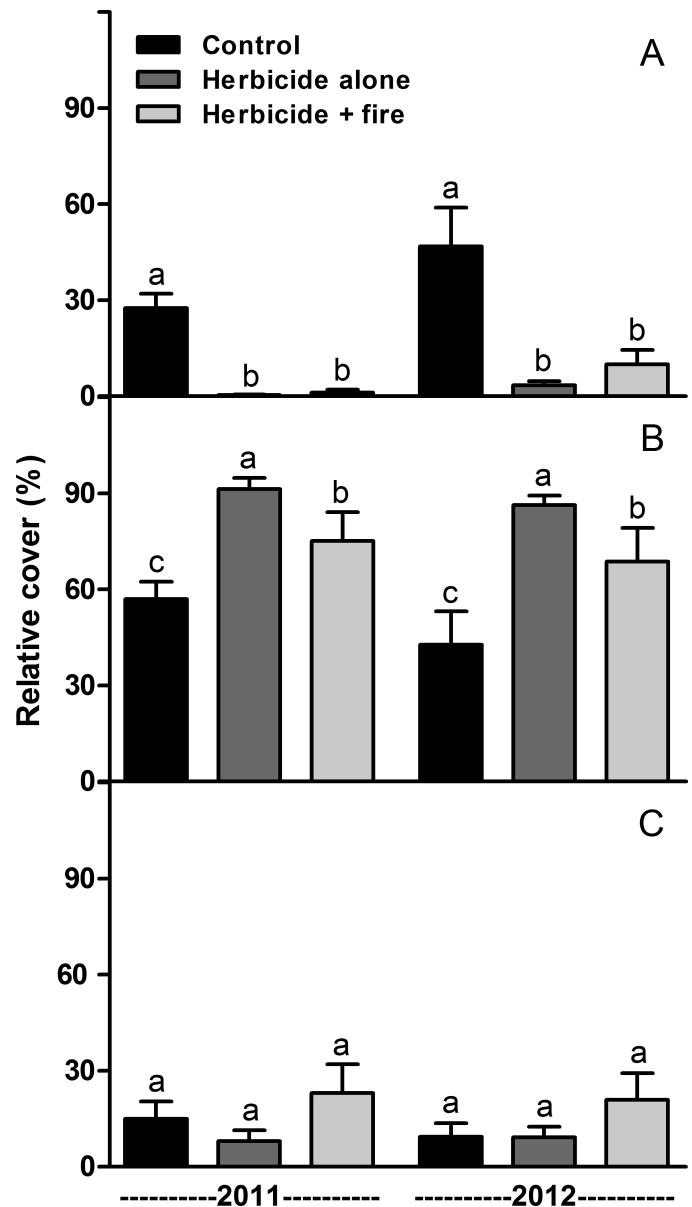 A
Control
Herbicide alone
Herbicide + fire
90
60
30
0
a
b
b
a
b
b
B
90
60
30
0
c
a
b
c
a
b
C
90
60
30
0
a
a
a
a
a
a
Relative cover (%)
----------2011---------- ----------2012----------